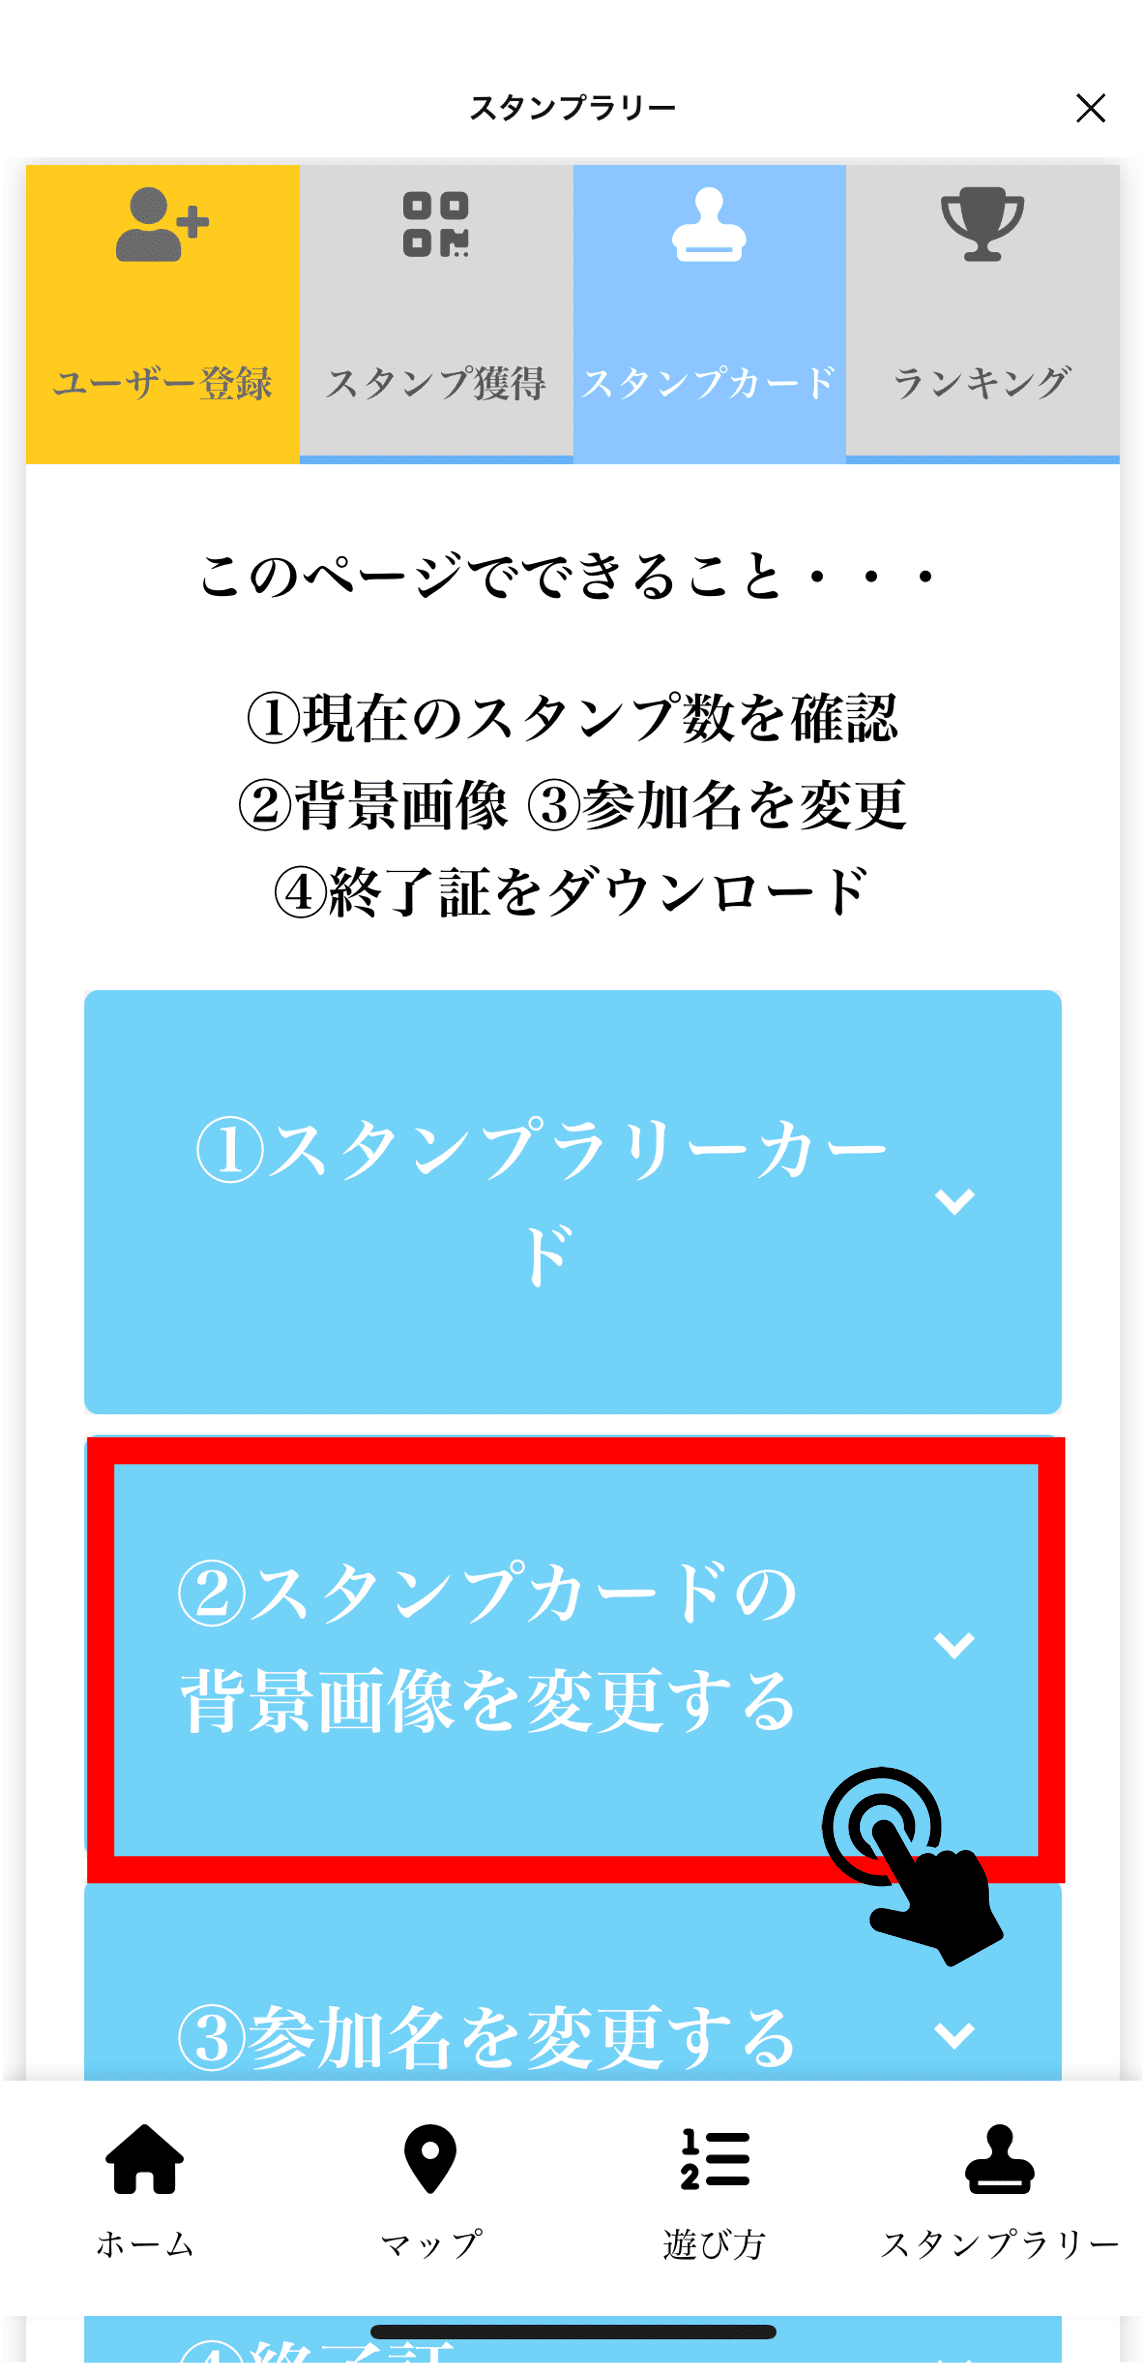 スタンプラリー
ユーザー登録
スタンプ獲得
スタンプカード
ランキング
このページでできること・・・
①現在のスタンプ数を確認
②背景画像 ③参加名を変更
④終了証をダウンロード
①スタンプラリーカー
ド
②スタンプカードの
背景画像を変更する
③参加名を変更する
ホーム
マップ
遊び方
スタンプラリー
④終了証